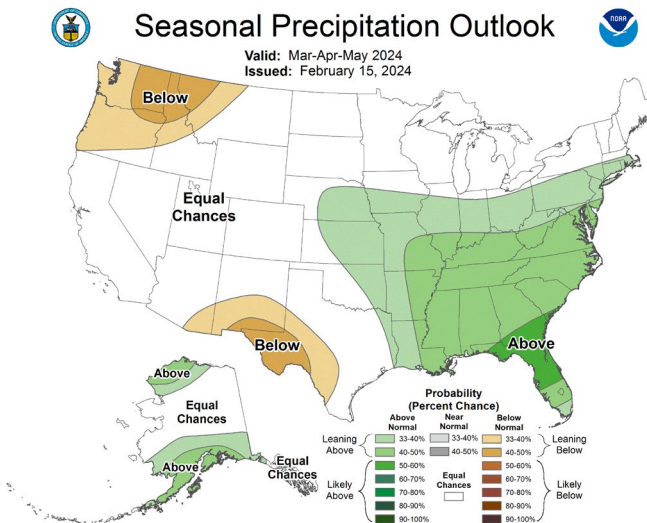 Seasonal Precipitation Outlook
NOAA
Valid: Mar-Apr-May 2024
Issued: February 15, 2024
Below
Equal
Chances
Above
Below
Above
Equal
Chances
Above
Equal
Chances
Probability
(Percent Chance)
Above
Normal
Near
Normal
Below
Normal
Leaning
Above
33-40%
33-40%
33-40%
Leaning
Below
40-50%
40-50%
40-50%
Likely
Above
50-60%
Equal
Chances
50-60%
Likely
Below
60-70%
60-70%
70-80%
70-80%
80-90%
80-90%
90-100%
90-100%